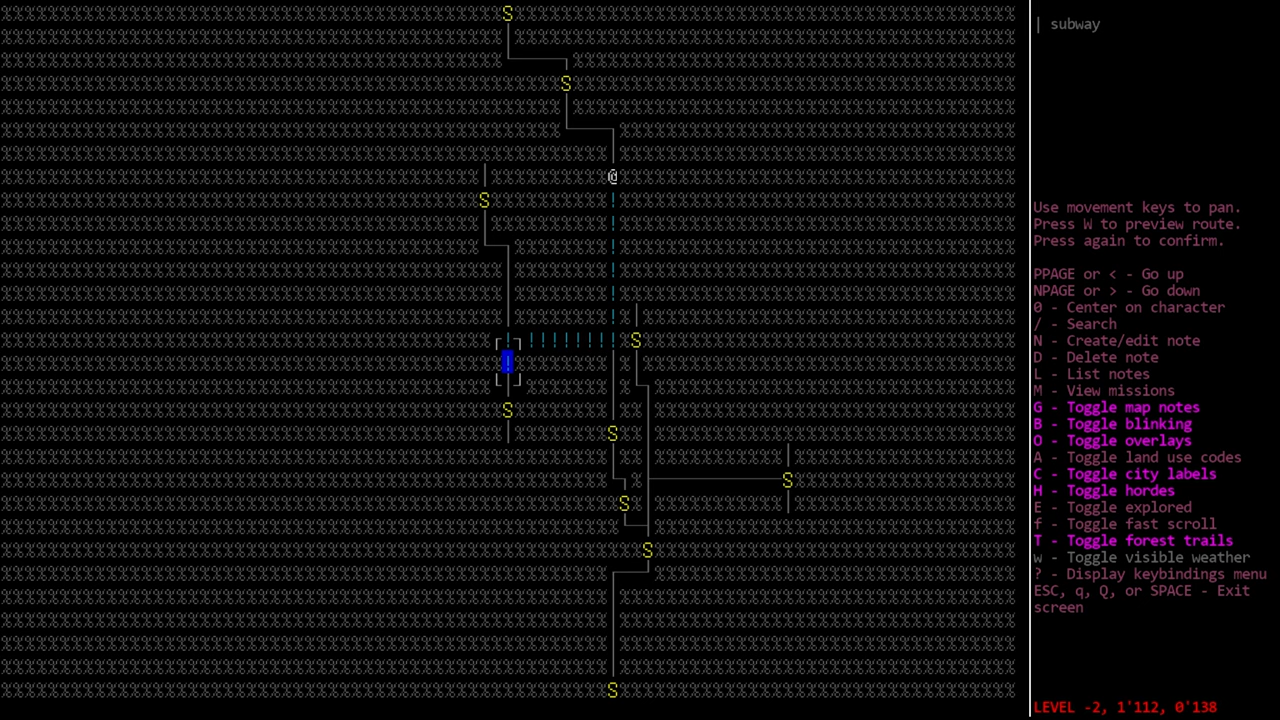 | subway
Use movement keys to pan.
Press W to preview route.
Press again to confirm.
PPAGE or < - Go up
NPAGE or > - Go down
0 - Center on character
/ - Search
N - Create/edit note
D - Delete note
L - List notes
M - View missions
G - Toggle map notes
B - Toggle blinking
O - Toggle overlays
A - Toggle land use codes
C - Toggle city labels
H - Toggle hordes
E - Toggle explored
f - Toggle fast scroll
T - Toggle forest trails
w - Toggle visible weather
? - Display keybindings menu
ESC, q, Q, or SPACE - Exit
screen
LEVEL -2, 1'112, 0'138
S
S
@
S
S
S
S
S
S
S
S